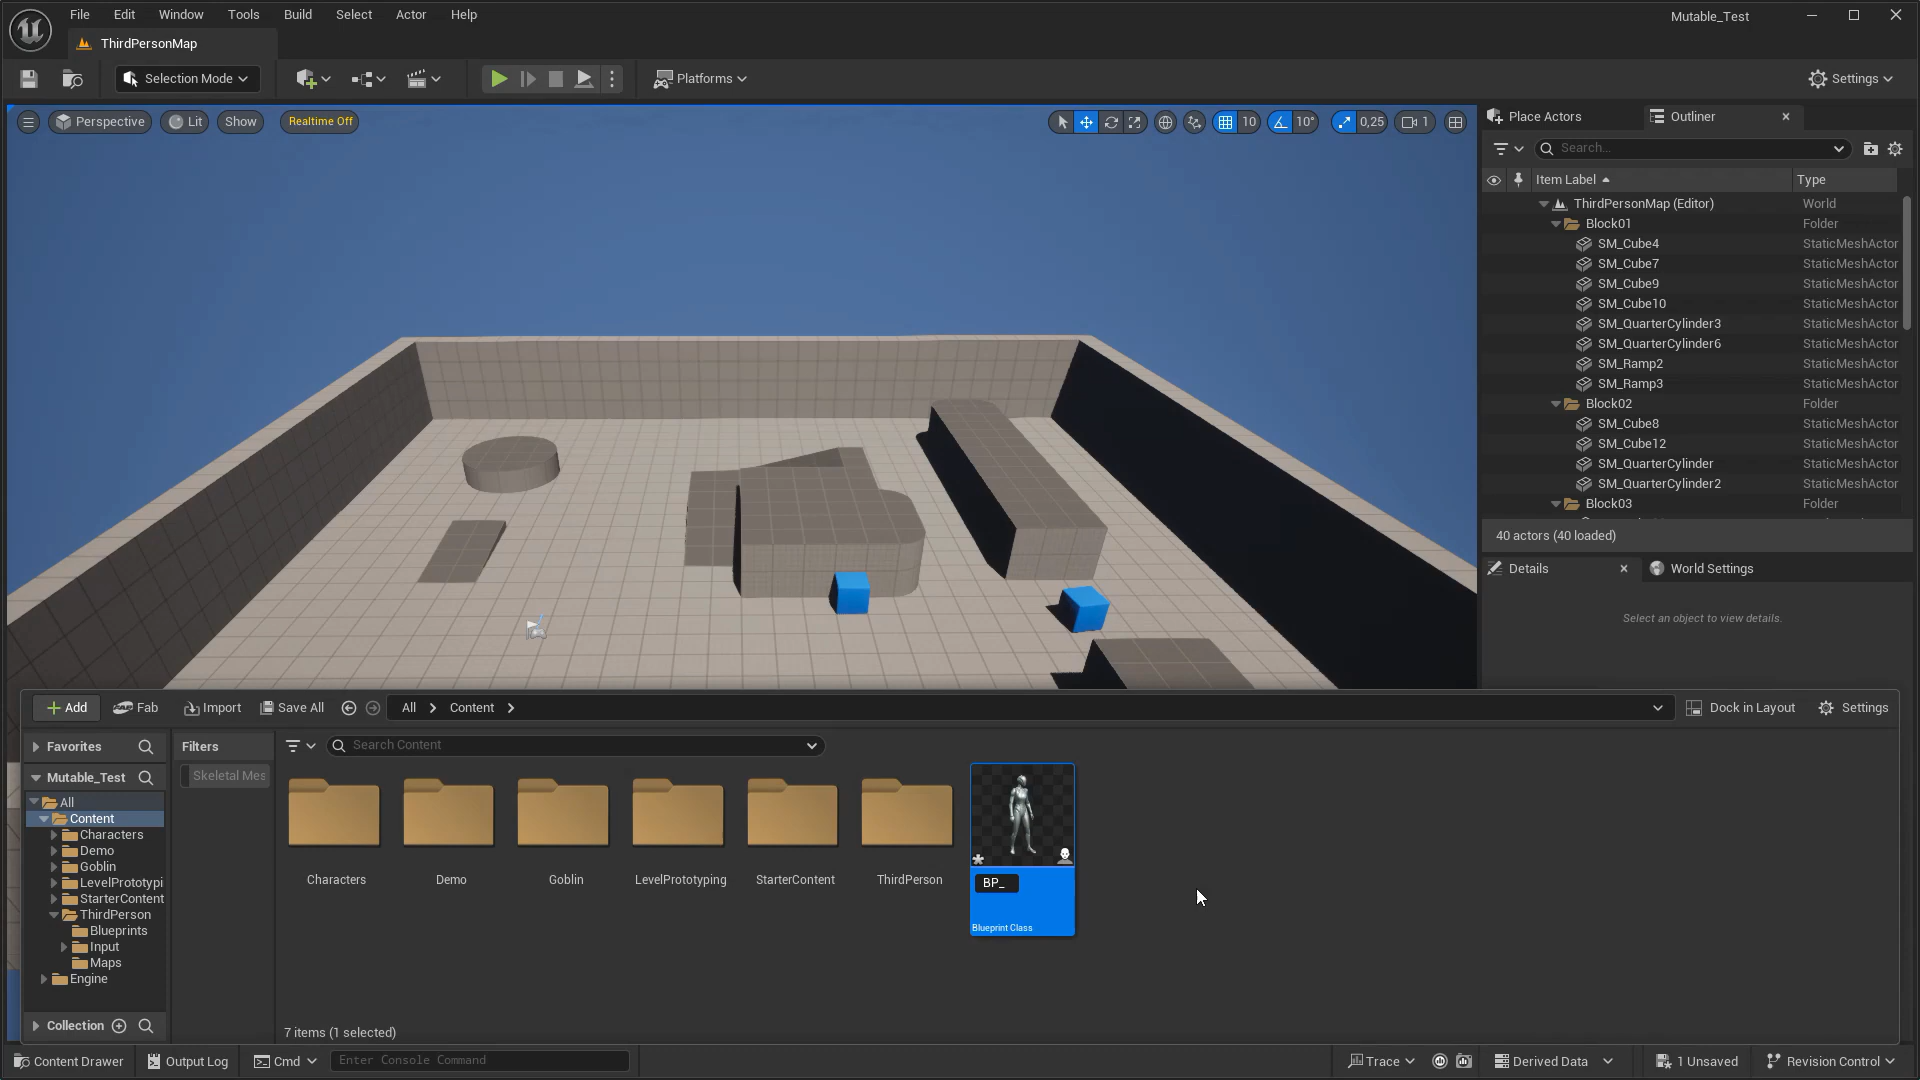 File Edit Window Tools Build Select Actor Help
Mutable_Test
ThirdPersonMap
Selection Mode
Platforms
Settings
Perspective Lit Show Realtime Off
10 10° 0,25 1
Place Actors Outliner
Search...
Item Label Type
ThirdPersonMap (Editor) World
Block01 Folder
SM_Cube4 StaticMeshActor
SM_Cube7 StaticMeshActor
SM_Cube9 StaticMeshActor
SM_Cube10 StaticMeshActor
SM_QuarterCylinder3 StaticMeshActor
SM_QuarterCylinder6 StaticMeshActor
SM_Ramp2 StaticMeshActor
SM_Ramp3 StaticMeshActor
Block02 Folder
SM_Cube8 StaticMeshActor
SM_Cube12 StaticMeshActor
SM_QuarterCylinder StaticMeshActor
SM_QuarterCylinder2 StaticMeshActor
Block03 Folder
40 actors (40 loaded)
Details World Settings
Select an object to view details.
Add Fab Import Save All All Content Dock in Layout Settings
Favorites
Filters
Search Content
Mutable_Test
Skeletal Mes
All
Content
Characters
Demo
Goblin
LevelPrototypi
StarterContent
ThirdPerson
Blueprints
Input
Maps
Engine
Collection
Characters Demo Goblin LevelPrototyping StarterContent ThirdPerson
BP_
Blueprint Class
7 items (1 selected)
Content Drawer Output Log Cmd Enter Console Command
Trace Derived Data 1 Unsaved Revision Control